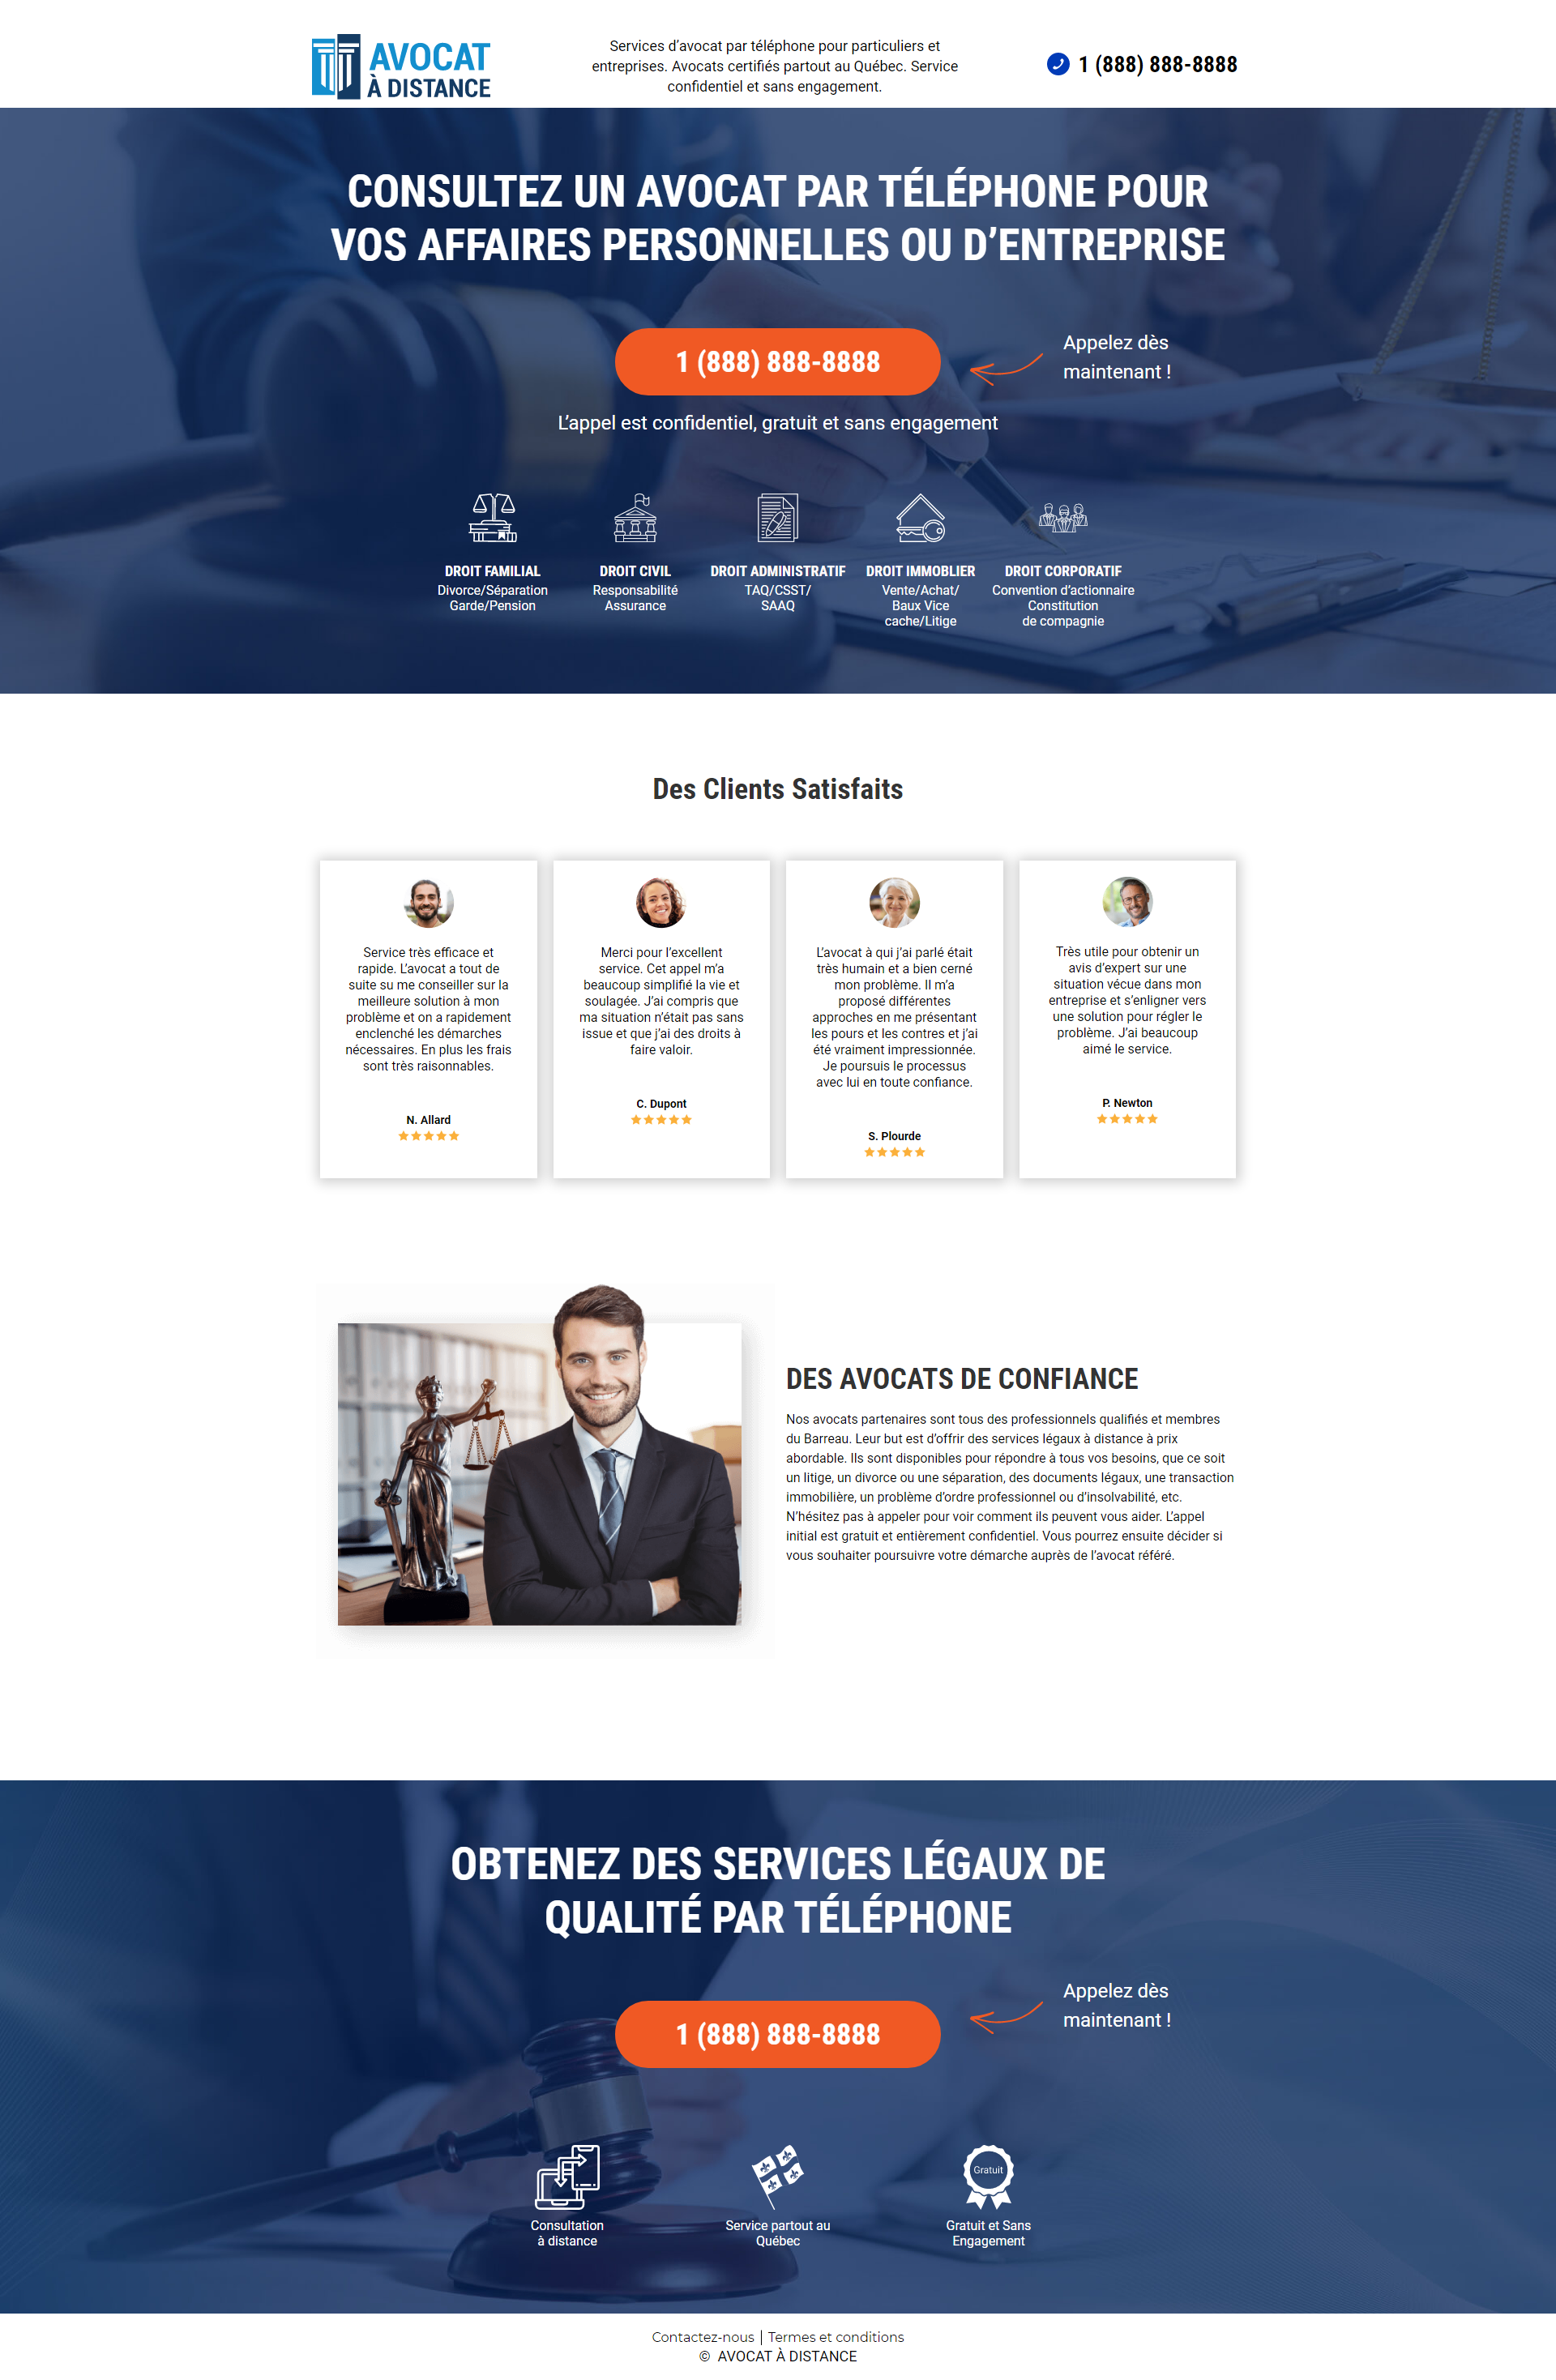 AVOCAT
À DISTANCE
Services d’avocat par téléphone pour particuliers et
entreprises. Avocats certifiés partout au Québec. Service
confidentiel et sans engagement.
1 (888) 888-8888
CONSULTEZ UN AVOCAT PAR TÉLÉPHONE POUR
VOS AFFAIRES PERSONNELLES OU D’ENTREPRISE
1 (888) 888-8888
Appelez dès
maintenant !
L’appel est confidentiel, gratuit et sans engagement
DROIT FAMILIAL
Divorce/Séparation
Garde/Pension
DROIT CIVIL
Responsabilité
Assurance
DROIT ADMINISTRATIF
TAQ/CSST/
SAAQ
DROIT IMMOBLIER
Vente/Achat/
Baux Vice
cache/Litige
DROIT CORPORATIF
Convention d’actionnaire
Constitution
de compagnie
Des Clients Satisfaits
Service très efficace et
rapide. L’avocat a tout de
suite su me conseiller sur la
meilleure solution à mon
problème et on a rapidement
enclenché les démarches
nécessaires. En plus les frais
sont très raisonnables.
N. Allard
Merci pour l’excellent
service. Cet appel m’a
beaucoup simplifié la vie et
soulagée. J’ai compris que
ma situation n’était pas sans
issue et que j’ai des droits à
faire valoir.
C. Dupont
L’avocat à qui j’ai parlé était
très humain et a bien cerné
mon problème. Il m’a
proposé différentes
approches en me présentant
les pours et les contres et j’ai
été vraiment impressionnée.
Je poursuis le processus
avec lui en toute confiance.
S. Plourde
Très utile pour obtenir un
avis d’expert sur une
situation vécue dans mon
entreprise et s’enligner vers
une solution pour régler le
problème. J’ai beaucoup
aimé le service.
P. Newton
DES AVOCATS DE CONFIANCE
Nos avocats partenaires sont tous des professionnels qualifiés et membres
du Barreau. Leur but est d’offrir des services légaux à distance à prix
abordable. Ils sont disponibles pour répondre à tous vos besoins, que ce soit
un litige, un divorce ou une séparation, des documents légaux, une transaction
immobilière, un problème d’ordre professionnel ou d’insolvabilité, etc.
N’hésitez pas à appeler pour voir comment ils peuvent vous aider. L’appel
initial est gratuit et entièrement confidentiel. Vous pourrez ensuite décider si
vous souhaiter poursuivre votre démarche auprès de l’avocat référé.
OBTENEZ DES SERVICES LÉGAUX DE
QUALITÉ PAR TÉLÉPHONE
1 (888) 888-8888
Appelez dès
maintenant !
Consultation
à distance
Service partout au
Québec
Gratuit
Gratuit et Sans
Engagement
Contactez-nous | Termes et conditions
© AVOCAT À DISTANCE